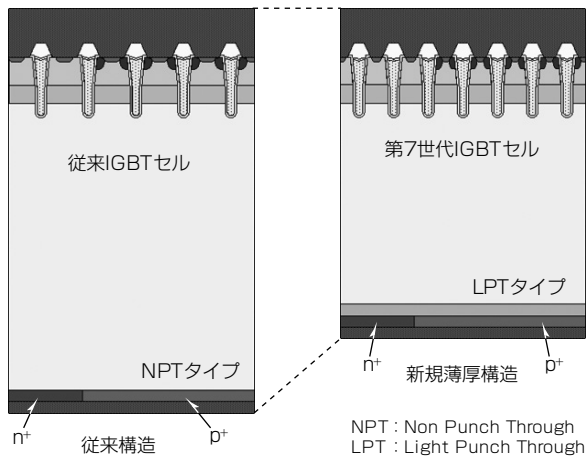 従来IGBTセル
NPTタイプ
n+
p+
従来構造
第7世代IGBTセル
LPTタイプ
n+
p+
新規薄厚構造
NPT：Non Punch Through
LPT：Light Punch Through